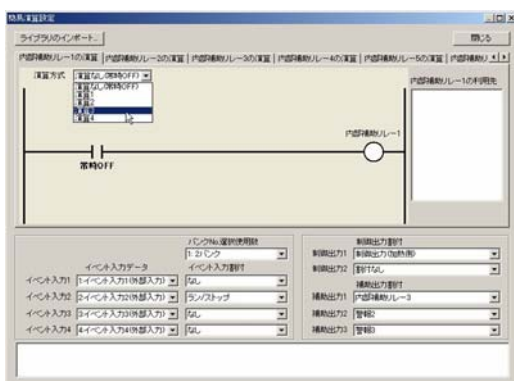 簡易演算設定
ライブラリのインポート...
閉じる
内部補助リレー1の演算 内部補助リレー2の演算 内部補助リレー3の演算 内部補助リレー4の演算 内部補助リレー5の演算 内部補助リ
演算方式 演算なし(常時OFF)
演算なし(常時OFF)
演算1
演算2
演算3
演算4
内部補助リレー1の利用先
内部補助リレー1
常時OFF
バンクNo.選択使用数
1: 2バンク
イベント入力データ
イベント入力割付
イベント入力1 1:イベント入力1(外部入力) なし
イベント入力2 2:イベント入力2(外部入力) ラン/ストップ
イベント入力3 3:イベント入力3(外部入力) なし
イベント入力4 4:イベント入力4(外部入力) なし
制御出力割付
制御出力1 制御出力(加熱側)
制御出力2 割付なし
補助出力割付
補助出力1 内部補助リレー3
補助出力2 警報2
補助出力3 警報3